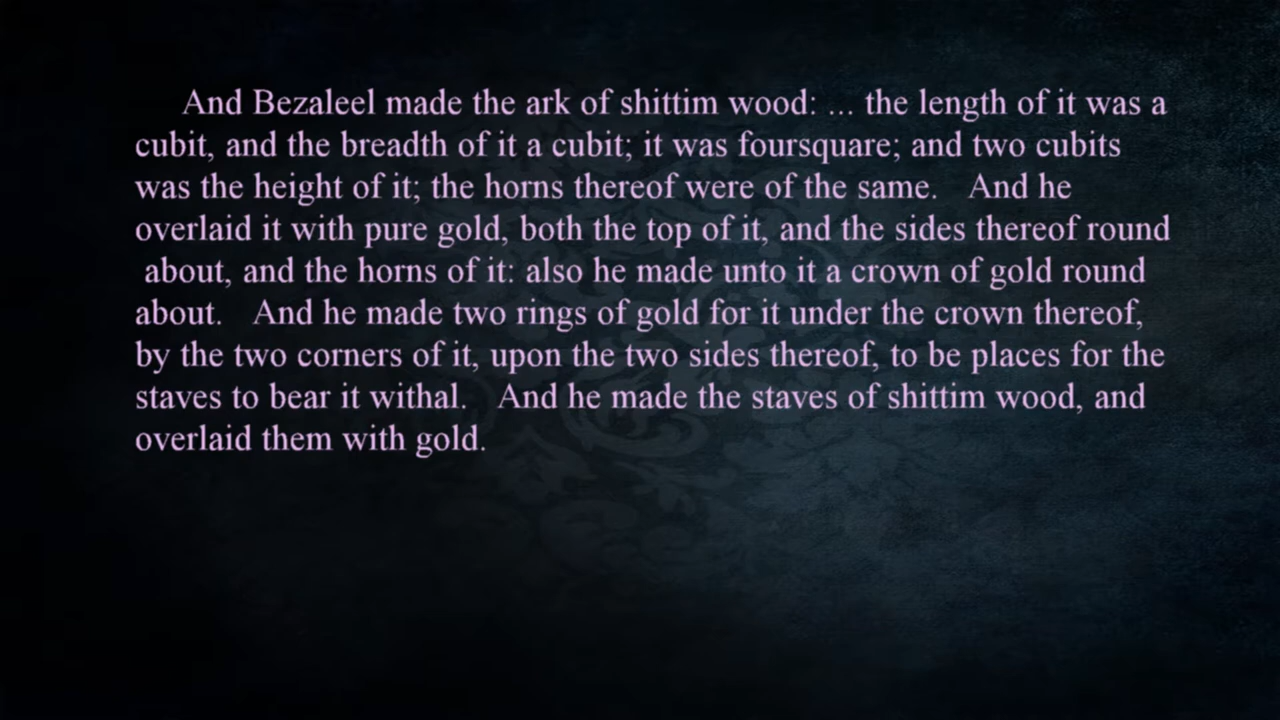 And Bezaleel made the ark of shittim wood: ... the length of it was a
cubit, and the breadth of it a cubit; it was foursquare; and two cubits
was the height of it; the horns thereof were of the same. And he
overlaid it with pure gold, both the top of it, and the sides thereof round
about, and the horns of it: also he made unto it a crown of gold round
about. And he made two rings of gold for it under the crown thereof,
by the two corners of it, upon the two sides thereof, to be places for the
staves to bear it withal. And he made the staves of shittim wood, and
overlaid them with gold.